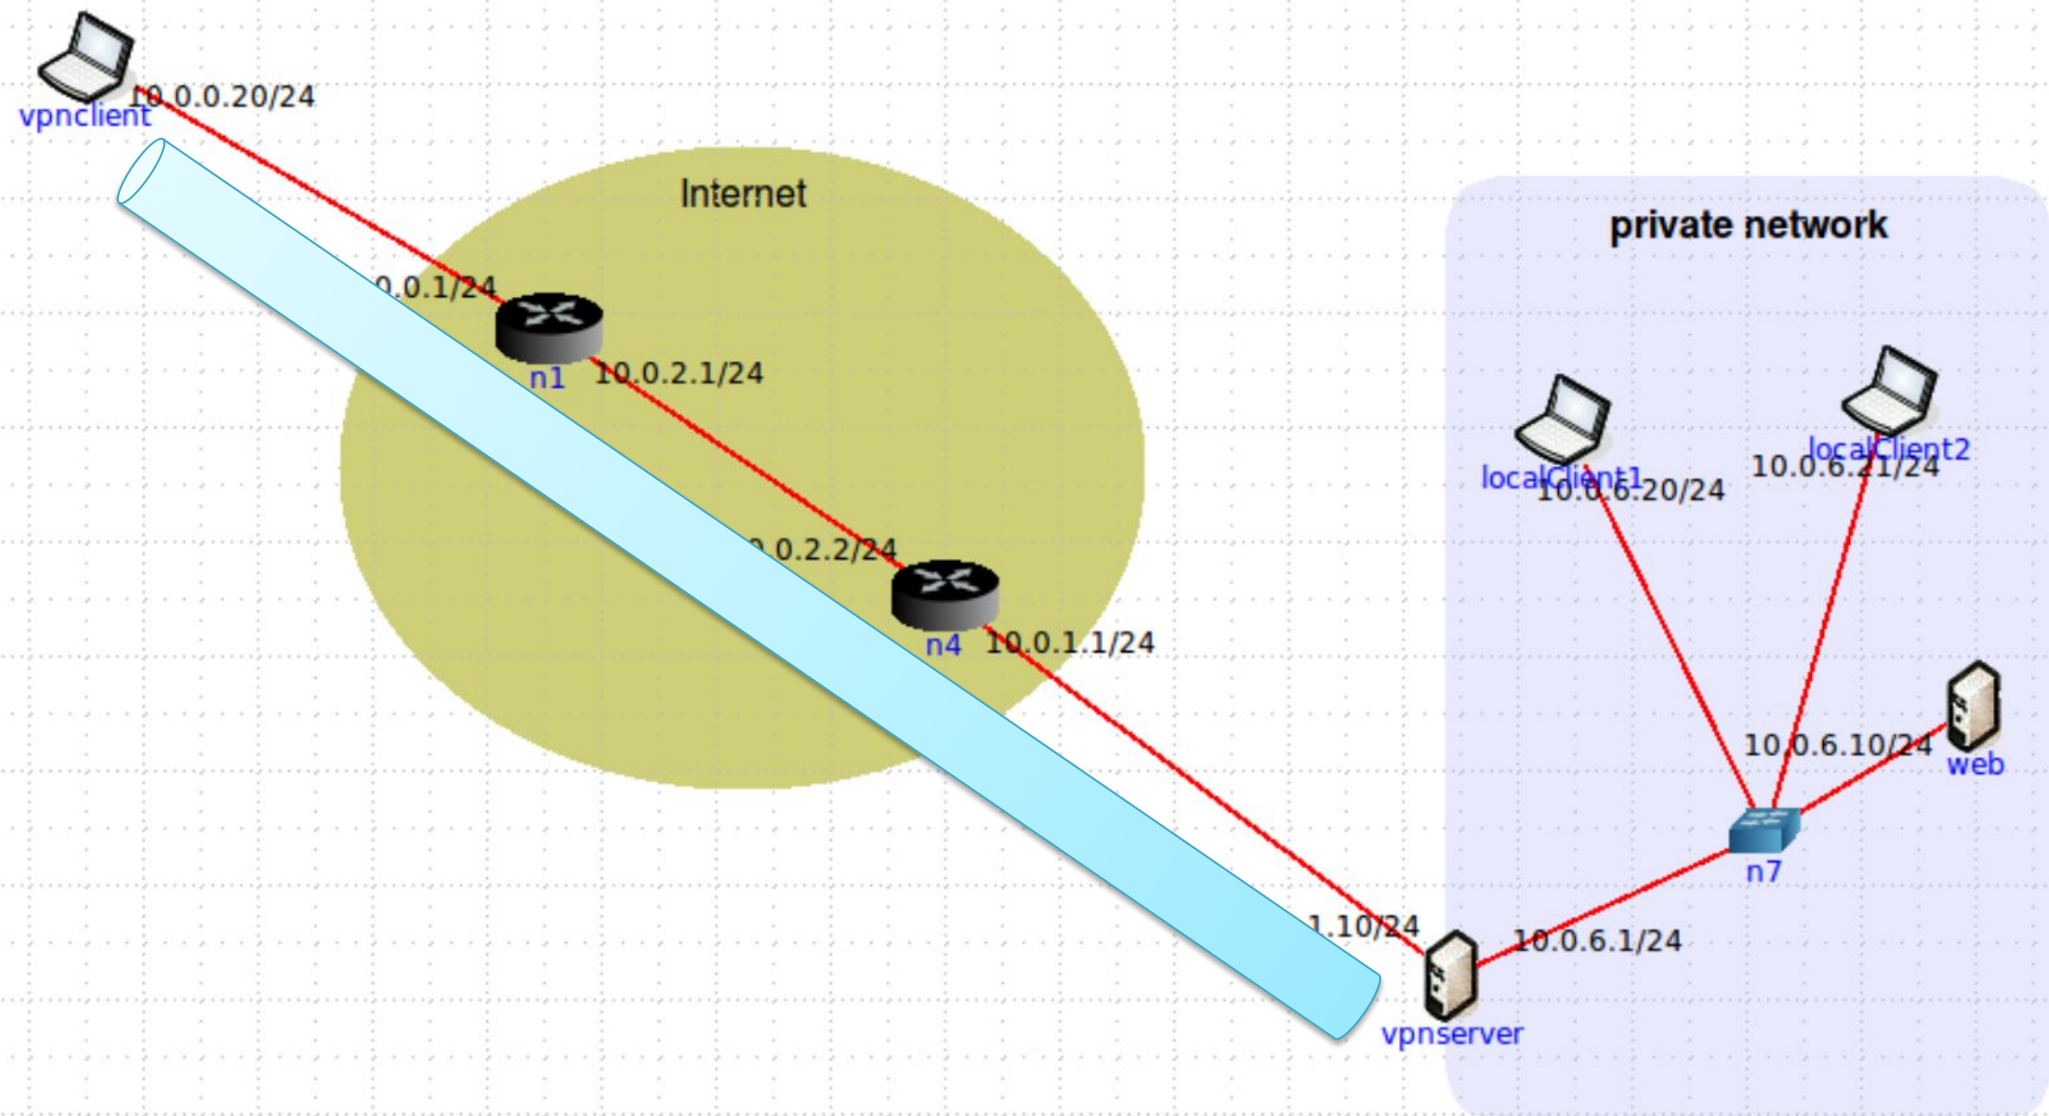 10.0.0.20/24
vpnclient
Internet
private network
0.0.1/24
n1
10.0.2.1/24
localClient2
10.0.6.21/24
localClient1
10.0.6.20/24
0.0.2.2/24
n4
10.0.1.1/24
10.0.6.10/24
web
n7
1.10/24
10.0.6.1/24
vpnserver